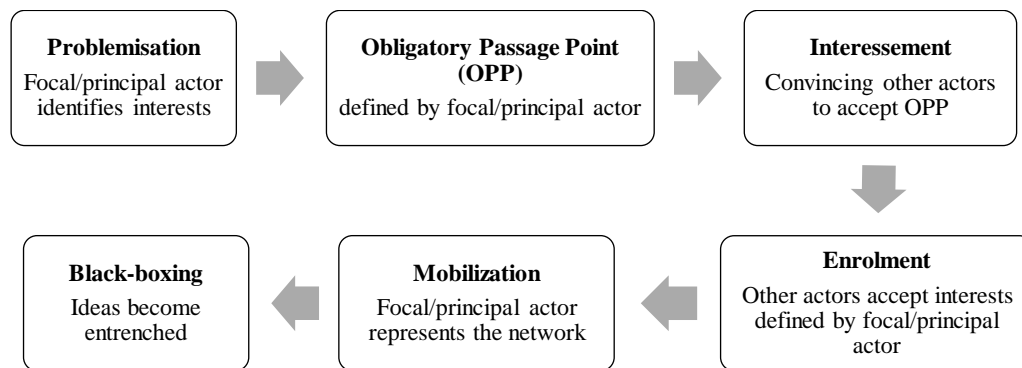 Problemisation
Focal/principal actor
identifies interests
Obligatory Passage Point
(OPP)
defined by focal/principal actor
Interessement
Convincing other actors
to accept OPP
Enrolment
Other actors accept interests
defined by focal/principal
actor
Mobilization
Focal/principal actor
represents the network
Black-boxing
Ideas become
entrenched